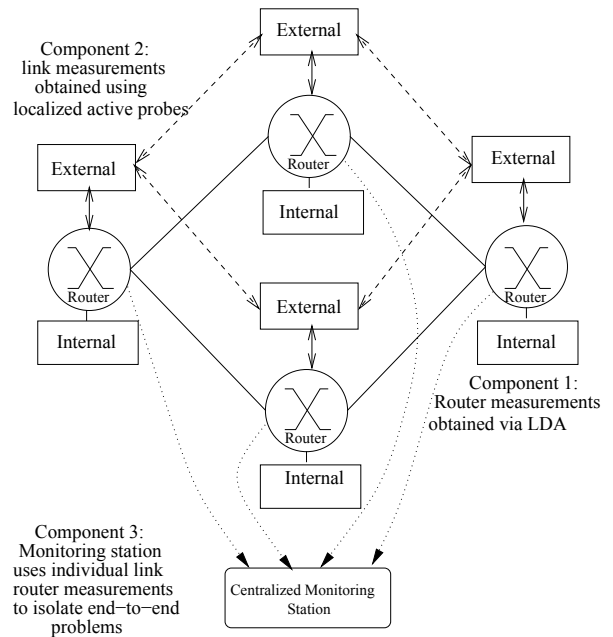 External
Component 2:
link measurements
obtained using
localized active probes
Router
External
External
Internal
Router
External
Router
Internal
Internal
Component 1:
Router measurements
obtained via LDA
Router
Internal
Component 3:
Monitoring station
uses individual link
router measurements
to isolate end−to−end
problems
Centralized Monitoring
Station